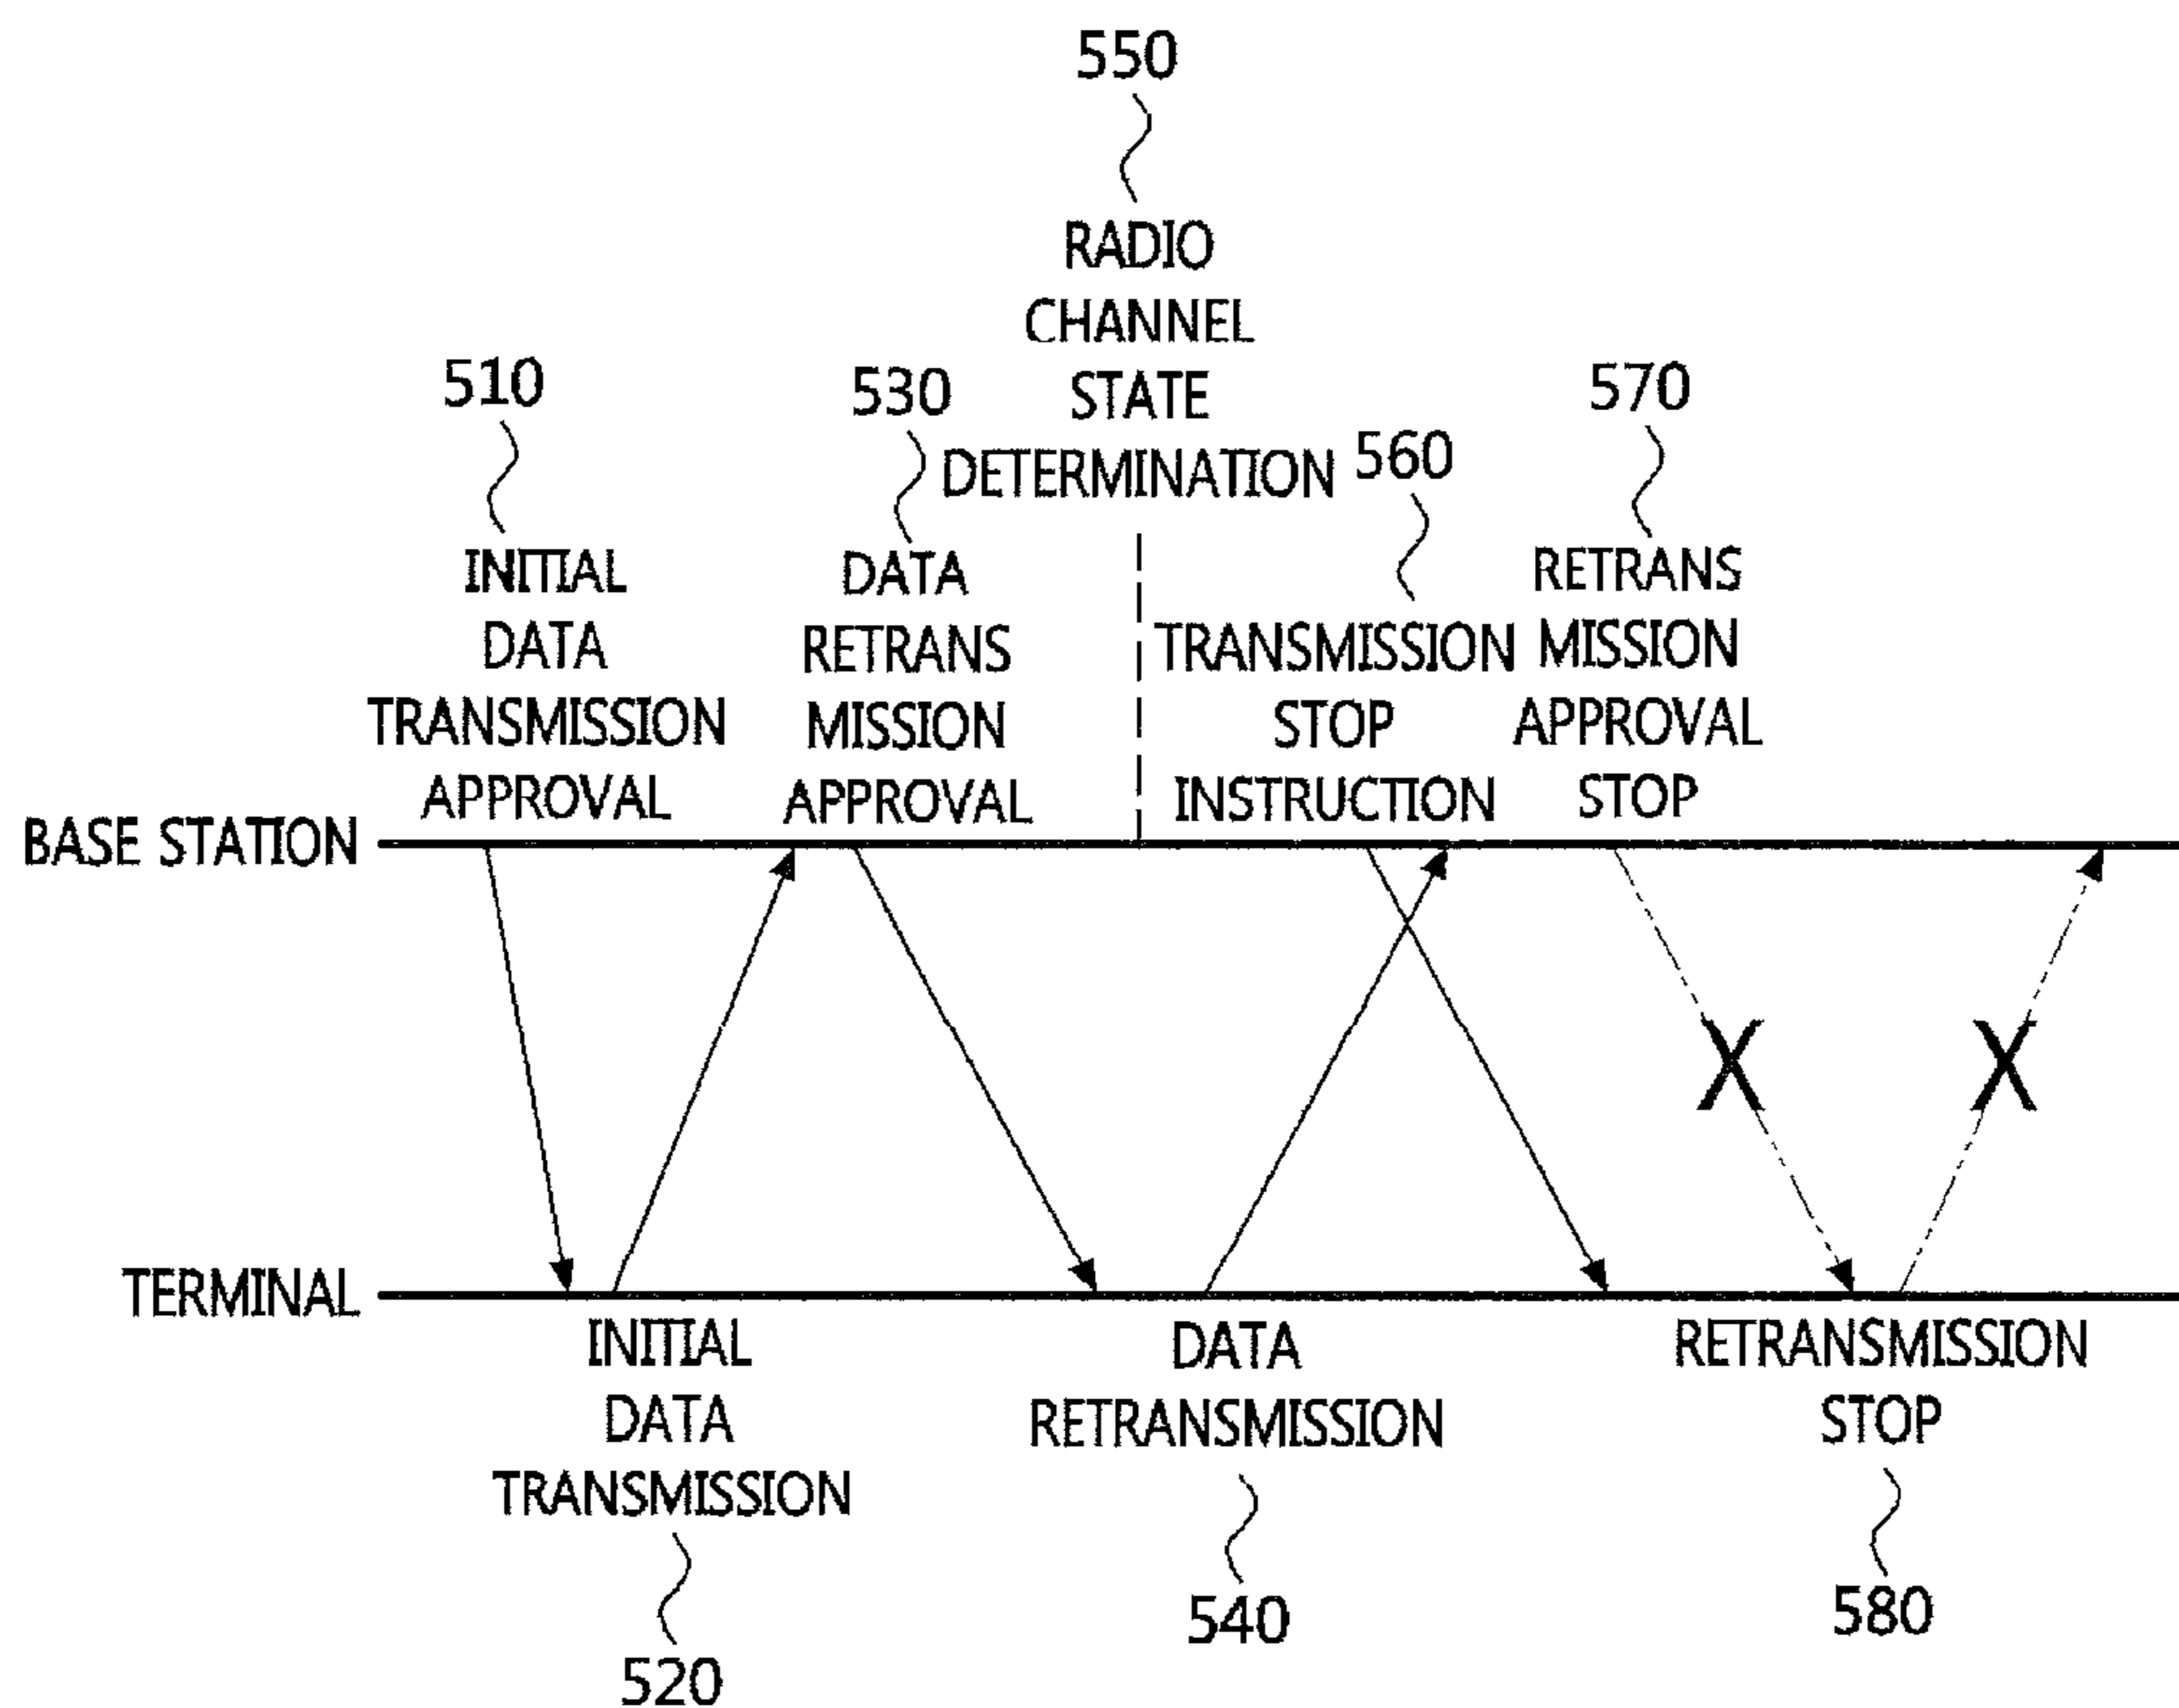 550
RADIO
CHANNEL
STATE
DETERMINATION
510
INITIAL
DATA
TRANSMISSION
APPROVAL
530
DATA
RETRANS
MISSION
APPROVAL
560
TRANSMISSION
STOP
INSTRUCTION
570
RETRANS
MISSION
APPROVAL
STOP
BASE STATION
X
X
TERMINAL
INITIAL
DATA
TRANSMISSION
520
DATA
RETRANSMISSION
540
RETRANSMISSION
STOP
580